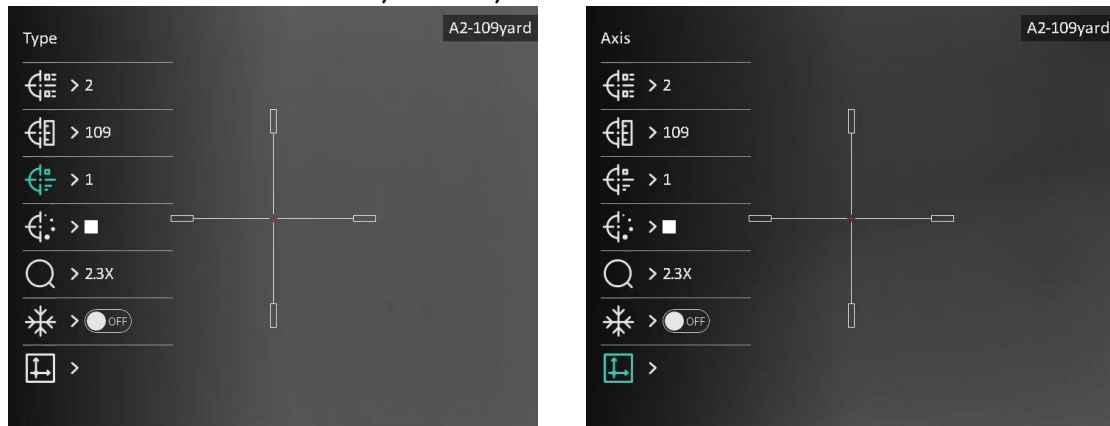 Type
A2-109yard
> 2
> 109
> 1
>
> 2.3X
> OFF
>
Axis
A2-109yard
> 2
> 109
> 1
>
> 2.3X
> OFF
>